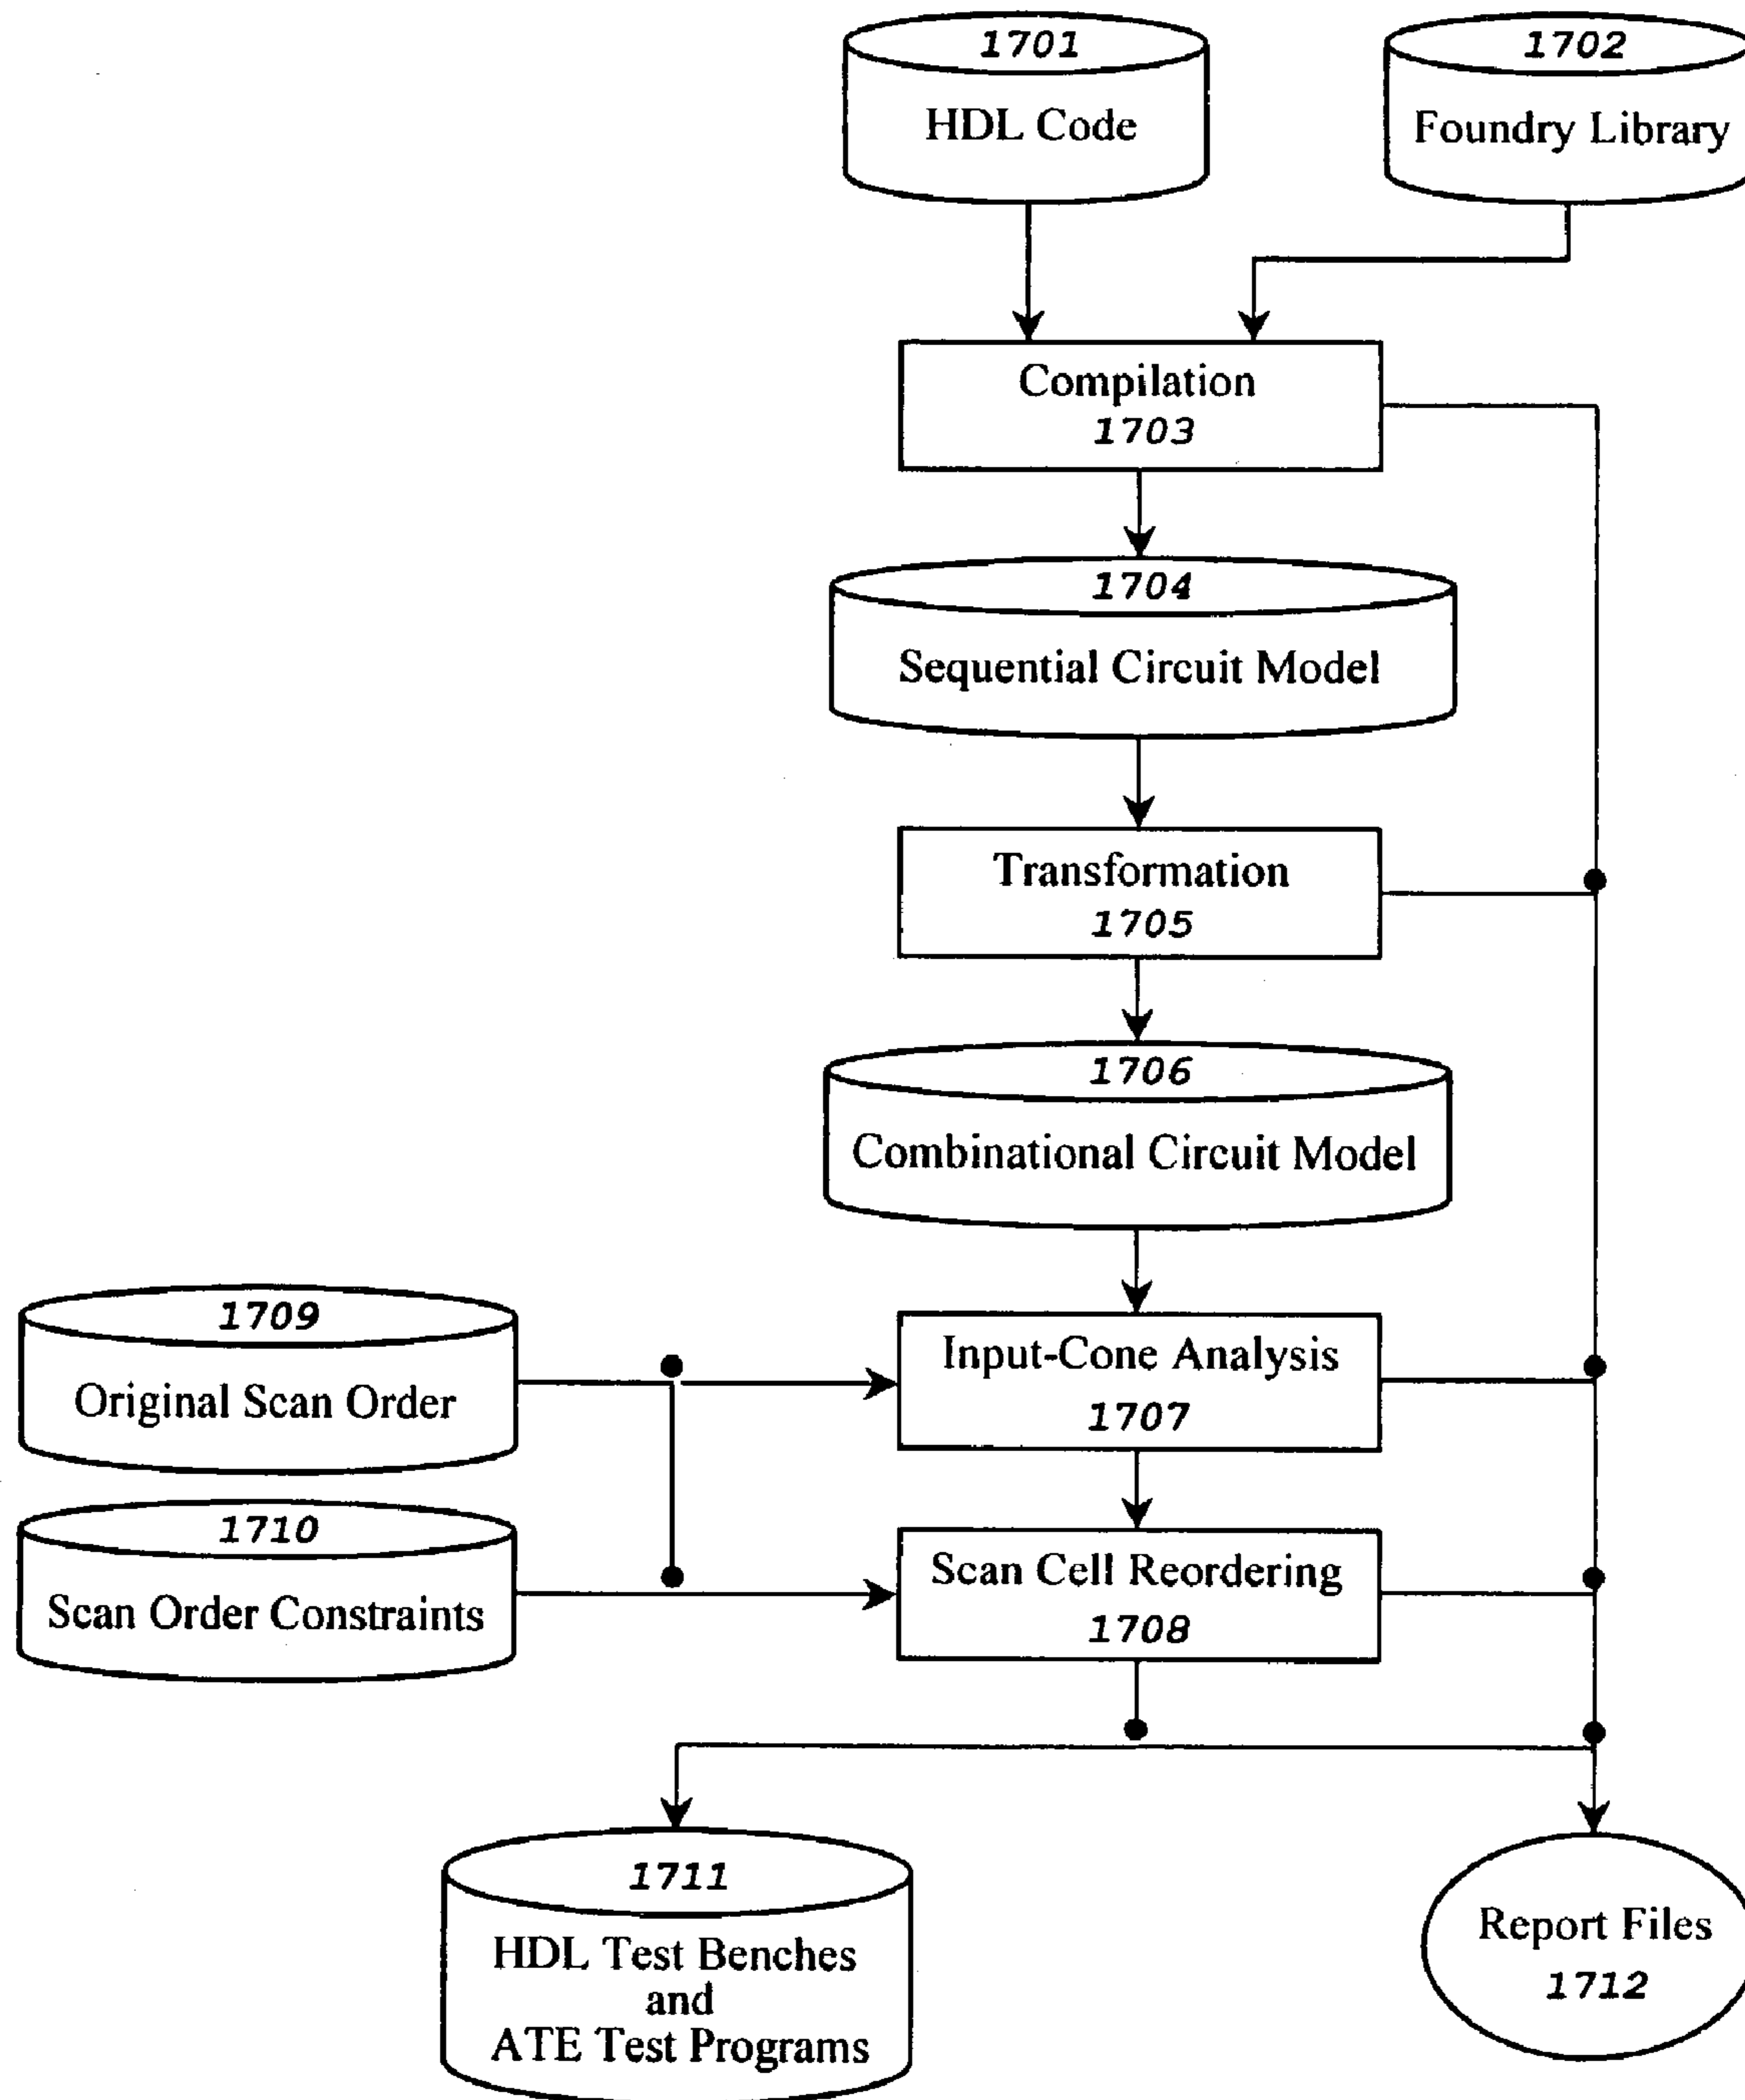 1701
HDL Code
1702
Foundry Library
Compilation
1703
1704
Sequential Circuit Model
Transformation
1705
1706
Combinational Circuit Model
1709
Original Scan Order
Input-Cone Analysis
1707
1710
Scan Order Constraints
Scan Cell Reordering
1708
1711
HDL Test Benches
and
ATE Test Programs
Report Files
1712